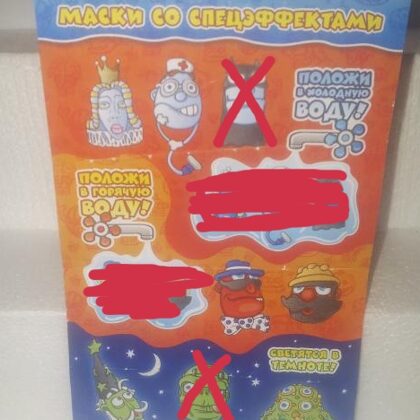 МАСКИ СО СПЕЦЭФФЕКТАМИ
ПОЛОЖИ
В ХОЛОДНУЮ
ВОДУ!
ПОЛОЖИ
В ГОРЯЧУЮ
ВОДУ!
СВЕТЯТСЯ В
ТЕМНОТЕ!